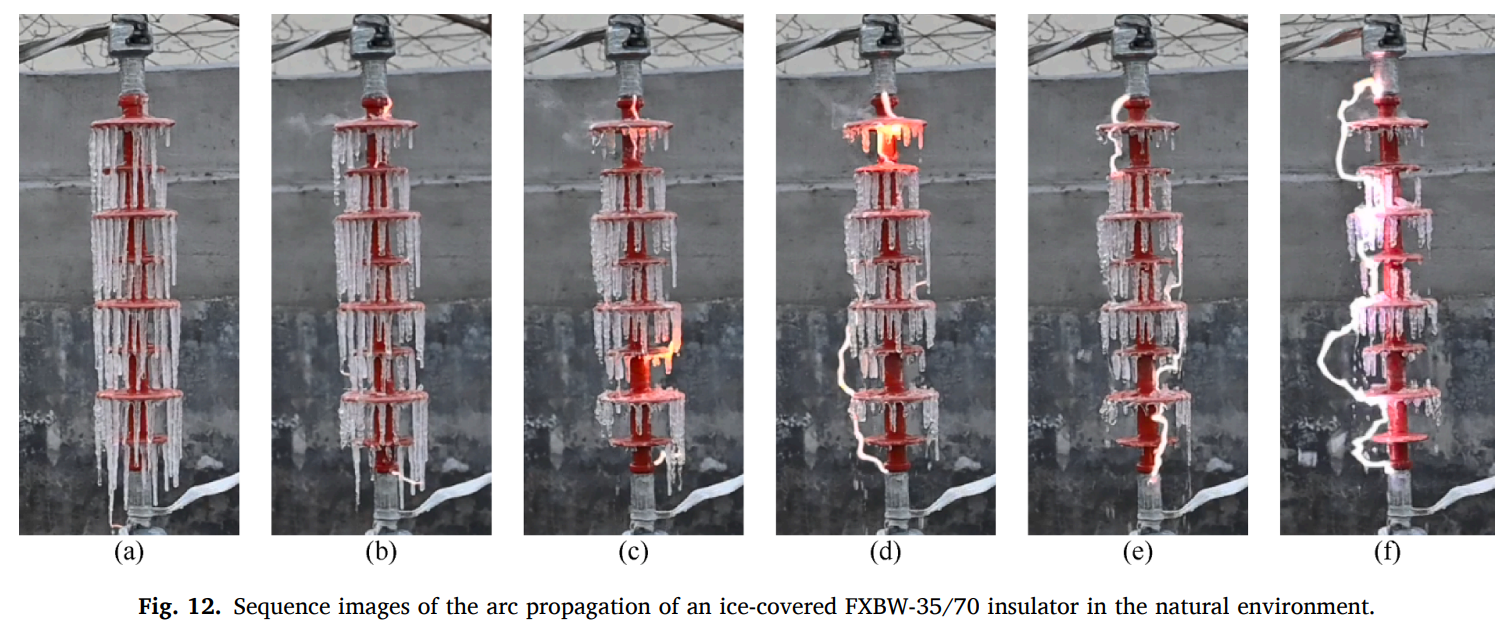 (a) (b) (c) (d) (e) (f)
Fig. 12. Sequence images of the arc propagation of an ice-covered FXBW-35/70 insulator in the natural environment.